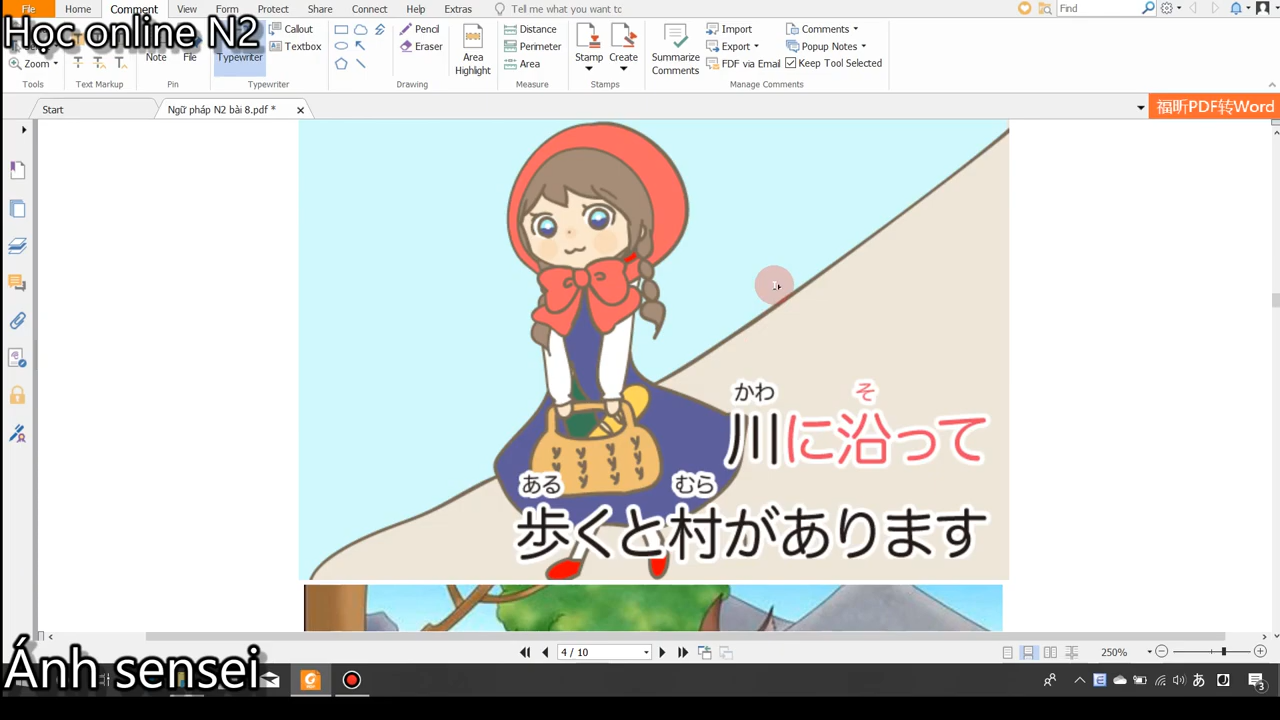 File Home Comment View Form Protect Share Connect Help Extras Tell me what you want tc Find
Học online N2
Zoom Note File Typewriter Callout Textbox Pencil Eraser Area Highlight Distance Perimeter Area Stamp Create Summarize Comments Import Export FDF via Email Comments Popup Notes Keep Tool Selected
Tools Text Markup Pin Typewriter Drawing Measure Stamps Manage Comments
Start Ngữ pháp N2 bài 8.pdf * 福昕PDF转Word
かわ そ
川に沿って
ある むら
歩くと村があります
4 / 10 250%
Ánh sensei
あ 3